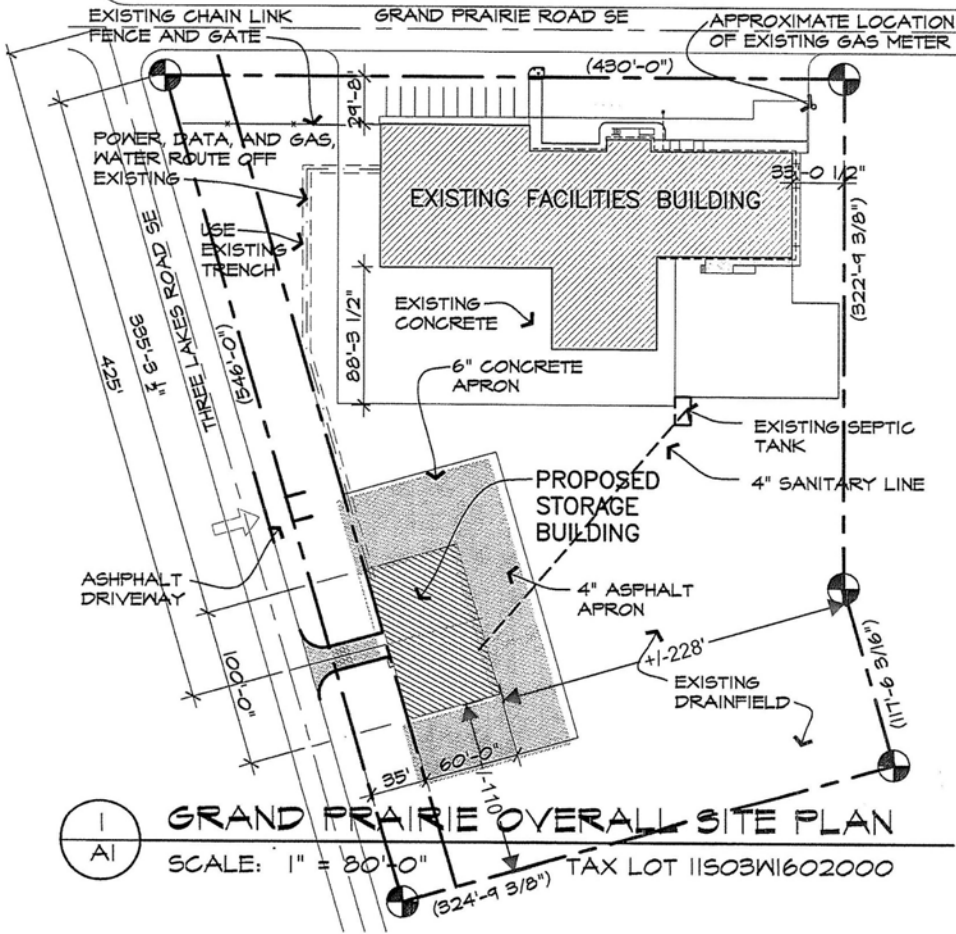 EXISTING CHAIN LINK
FENCE AND GATE
GRAND PRAIRIE ROAD SE
APPROXIMATE LOCATION
OF EXISTING GAS METER
(430'-0")
29'-8"
POWER, DATA, AND GAS,
WATER ROUTE OFF
EXISTING
EXISTING FACILITIES BUILDING
33'-0 1/2"
USE
EXISTING
TRENCH
(322'-9 3/8")
THREE LAKES ROAD SE
EXISTING
CONCRETE
88'-3 1/2"
425'
(546'-0")
6" CONCRETE
APRON
EXISTING SEPTIC
TANK
4" SANITARY LINE
PROPOSED
STORAGE
BUILDING
ASHPHALT
DRIVEWAY
4" ASPHALT
APRON
+/-228'
100'-0"
EXISTING
DRAINFIELD
(117'-6 3/16")
60'-0"
35'
1
A1
GRAND PRAIRIE OVERALL SITE PLAN
SCALE: 1" = 80'-0"
TAX LOT 11S03W1602000
(324'-9 3/8")